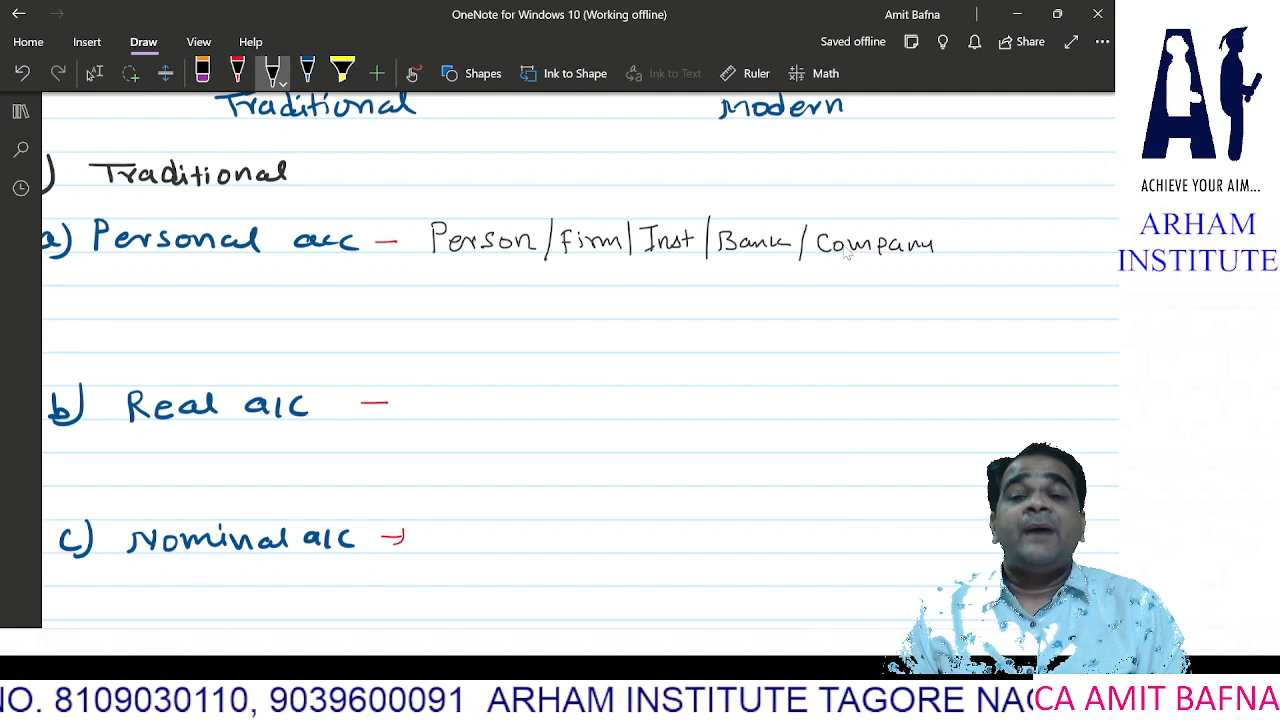 OneNote for Windows 10 (Working offline)
Amit Bafna
Home Insert Draw View Help
Saved offline
Share
Shapes Ink to Shape Ink to Text Ruler Math
Traditional Modern
) Traditional
a) Personal a/c - Person/Firm/Inst/Bank/Company
b) Real a/c -
c) Nominal a/c →
ACHIEVE YOUR AIM...
ARHAM
INSTITUTE
NO. 8109030110, 9039600091 ARHAM INSTITUTE TAGORE NAG
CA AMIT BAFNA